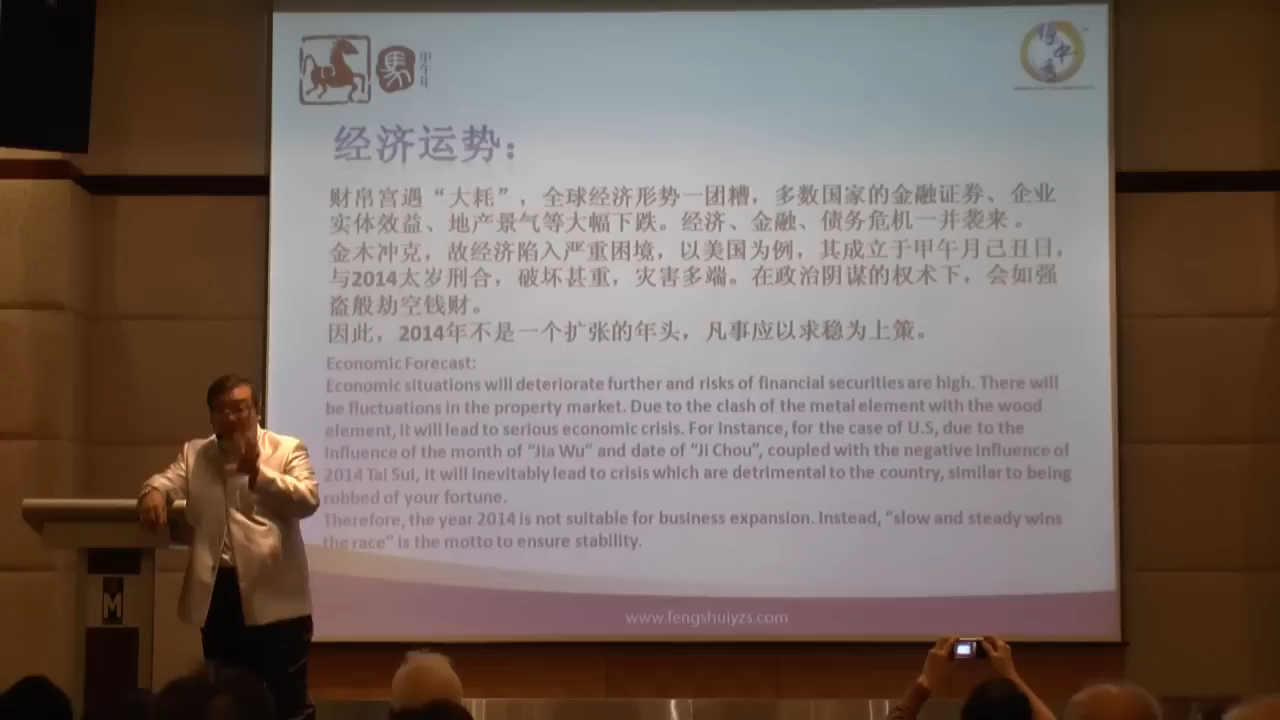 馬
经济运势：
财帛宫遇“大耗”，全球经济形势一团糟，多数国家的金融证券、企业
实体效益、地产景气等大幅下跌。经济、金融、债务危机一并袭来。
金木冲克，故经济陷入严重困境，以美国为例，其成立于甲午月己丑日，
与2014太岁刑合，破坏甚重，灾害多端。在政治阴谋的权术下，会如强
盗般劫空钱财。
因此，2014年不是一个扩张的年头，凡事应以求稳为上策。
Economic Forecast:
Economic situations will deteriorate further and risks of financial securities are high. There will
be fluctuations in the property market. Due to the clash of the metal element with the wood
element, it will lead to serious economic crisis. For Instance, for the case of U.S, due to the
influence of the month of “Jia Wu” and date of “Ji Chou”, coupled with the negative influence of
2014 Tai Sui, it will inevitably lead to crisis which are detrimental to the country, similar to being
robbed of your fortune.
Therefore, the year 2014 is not suitable for business expansion. Instead, “slow and steady wins
the race” is the motto to ensure stability.
www.fengshuiyzs.com
M